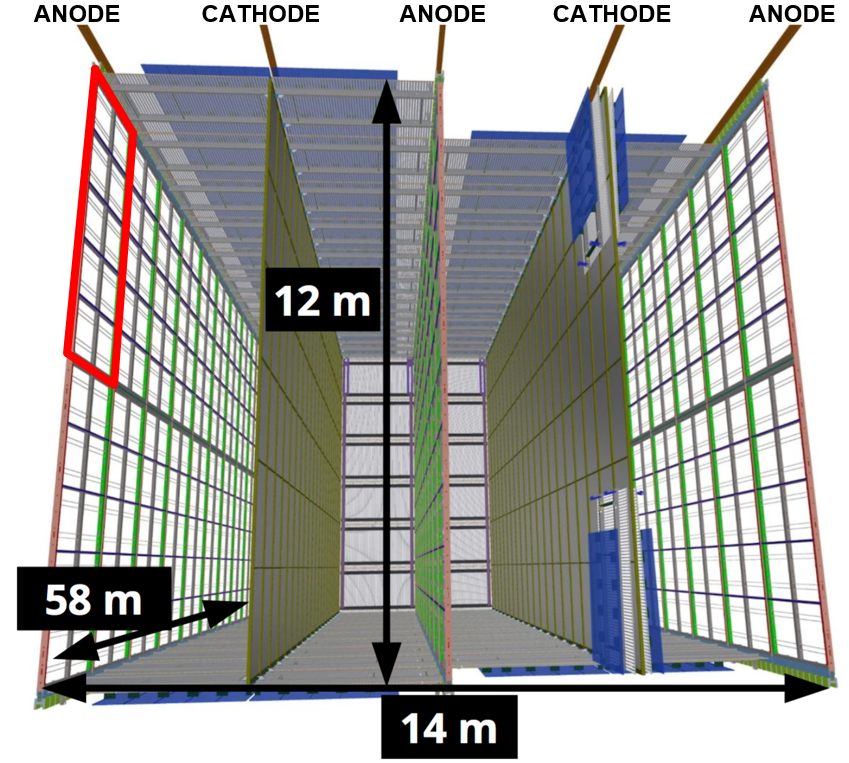 ANODE CATHODE ANODE CATHODE ANODE
12 m
58 m
14 m